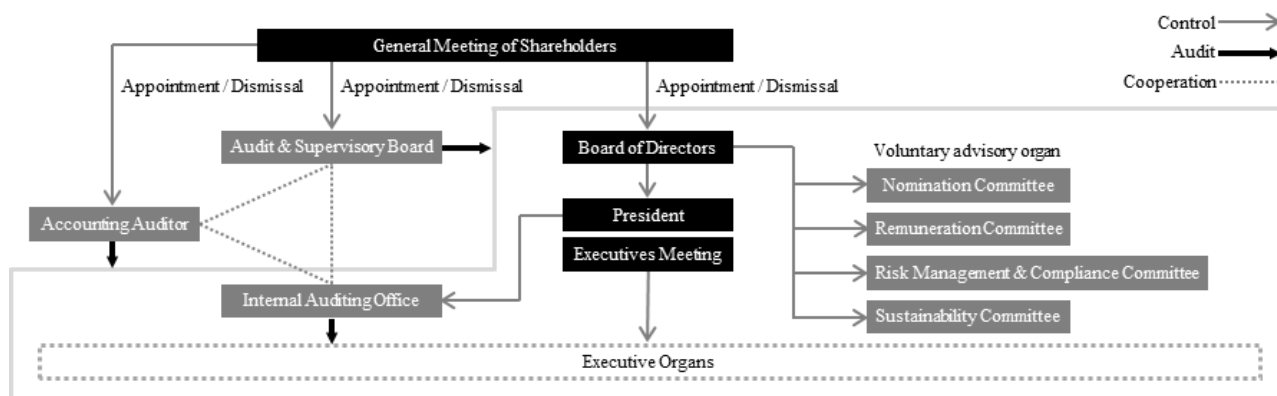 Control
General Meeting of Shareholders
Audit
Appointment / Dismissal
Appointment / Dismissal
Appointment / Dismissal
Cooperation
Audit & Supervisory Board
Board of Directors
Voluntary advisory organ
Nomination Committee
Accounting Auditor
President
Remuneration Committee
Executives Meeting
Risk Management & Compliance Committee
Internal Auditing Office
Sustainability Committee
Executive Organs